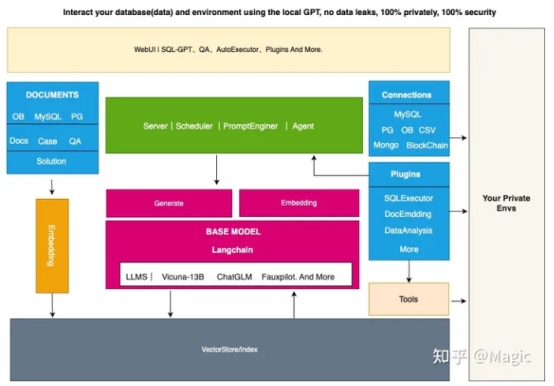 Interact your database(data) and environment using the local GPT, no data leaks, 100% privately, 100% security
WebUI | SQL-GPT、QA、AutoExecutor、Plugins And More.
DOCUMENTS
OB MySQL PG
Docs Case QA
Solution
Server | Scheduler | PromptEnginer | Agent
Connections
MySQL
PG OB CSV
Mongo BlockChain
Plugins
SQLExecutor
DocEmdding
DataAnalysis
More
Your Private
Envs
Embedding
Generate
Embedding
BASE MODEL
Langchain
LLMS | Vicuna-13B ChatGLM Fauxpilot. And More
Tools
VectorStore/Index
知乎 @Magic